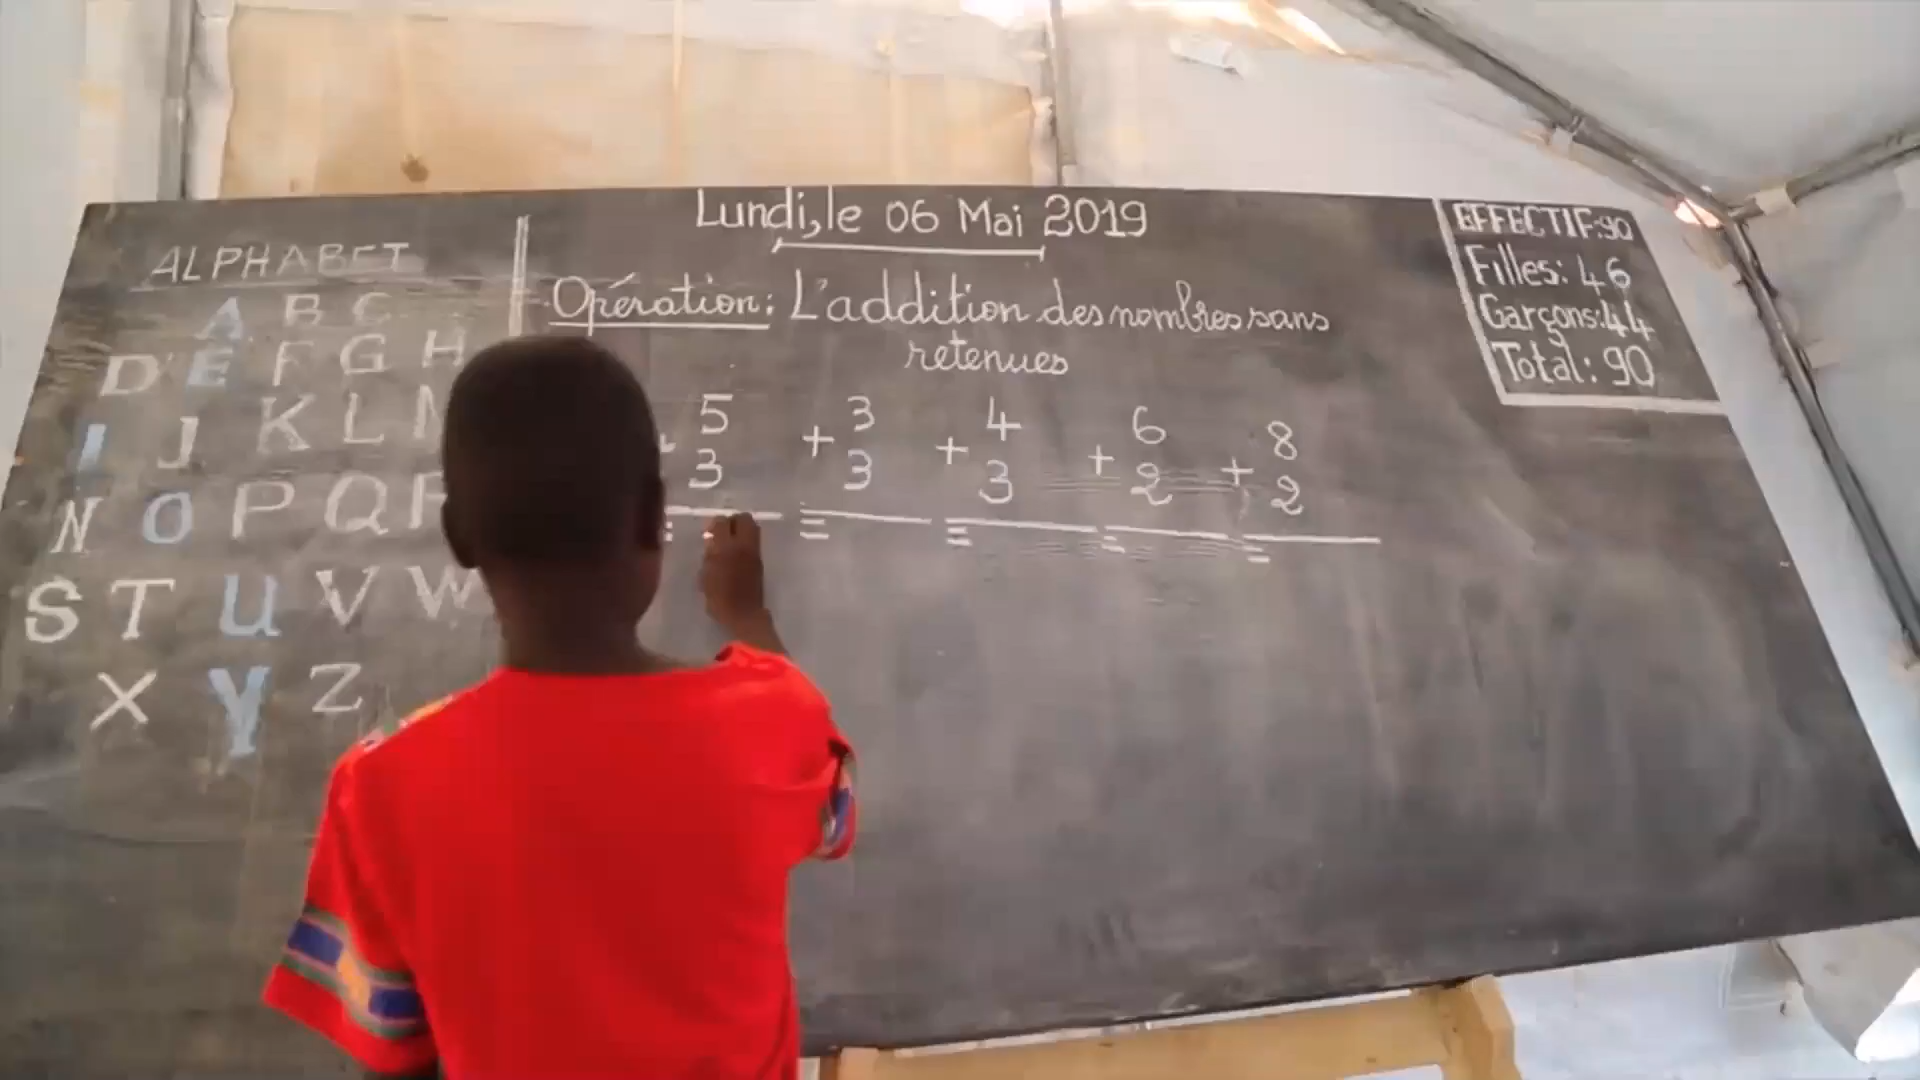 Lundi, le 06 Mai 2019
ALPHABET
A B C
D E F G H
I J K L M
N O P Q R
S T U V W
X Y Z
Opération: L'addition des nombres sans
retenues
5 + 3 + 4 + 6 + 8
3 3 3 2 2
= = = =
EFFECTIF:90
Filles: 46
Garçons:44
Total: 90